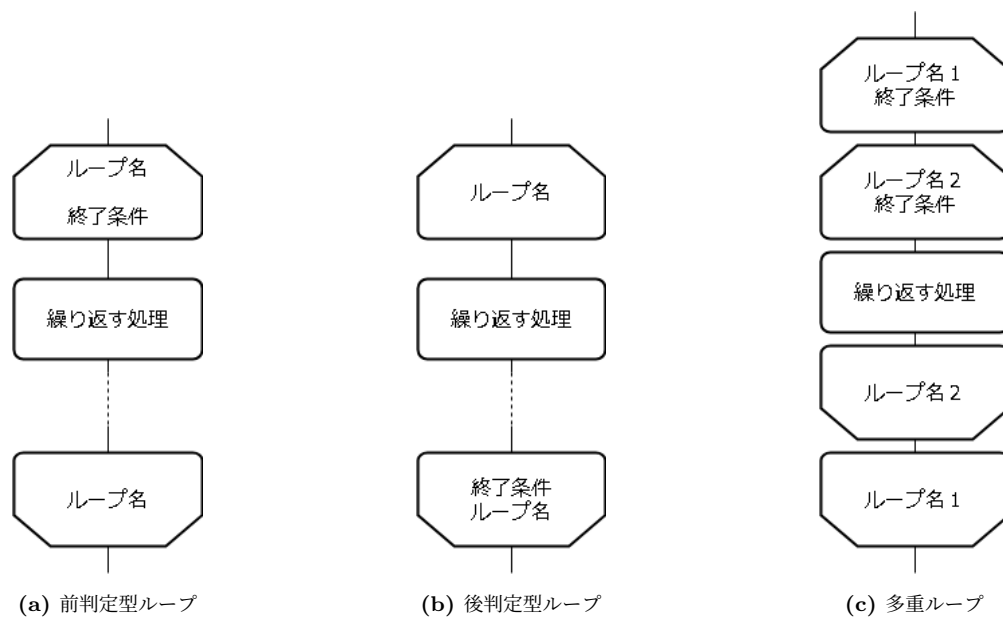 ループ名
終了条件
繰り返す処理
ループ名
(a) 前判定型ループ
ループ名
繰り返す処理
終了条件
ループ名
(b) 後判定型ループ
ループ名1
終了条件
ループ名2
終了条件
繰り返す処理
ループ名2
ループ名1
(c) 多重ループ